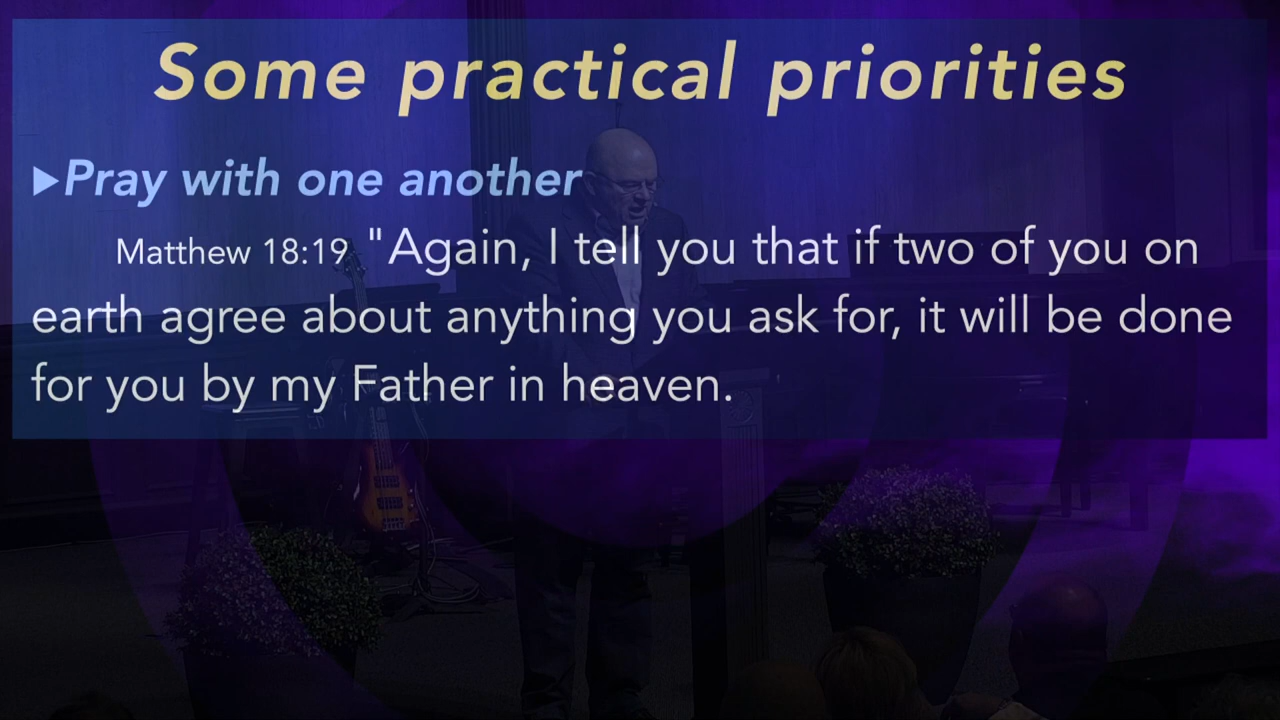 Some practical priorities
▶Pray with one another
Matthew 18:19 "Again, I tell you that if two of you on
earth agree about anything you ask for, it will be done
for you by my Father in heaven.